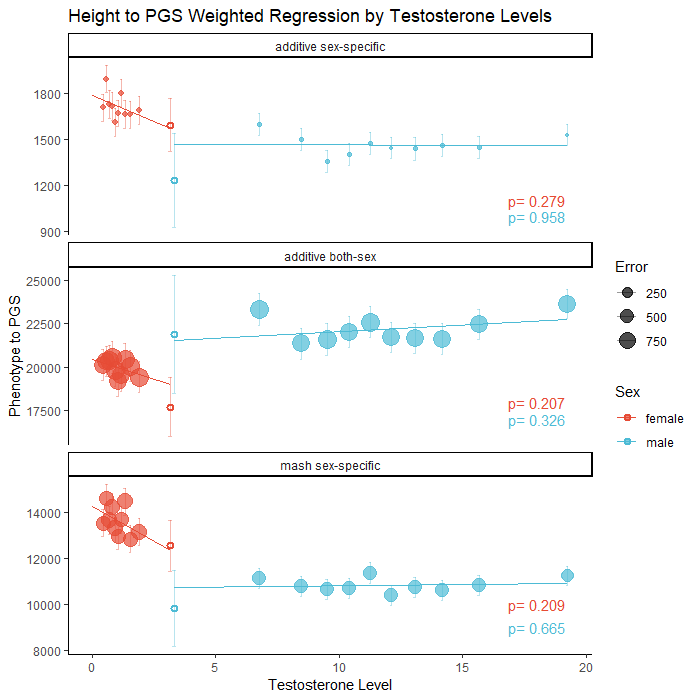 Height to PGS Weighted Regression by Testosterone Levels
additive sex-specific
1800
1500
1200
900
p= 0.279
p= 0.958
additive both-sex
25000
22500
20000
17500
p= 0.207
p= 0.326
mash sex-specific
14000
12000
10000
8000
p= 0.209
p= 0.665
0 5 10 15 20
Testosterone Level
Phenotype to PGS
Error
250
500
750
Sex
female
male